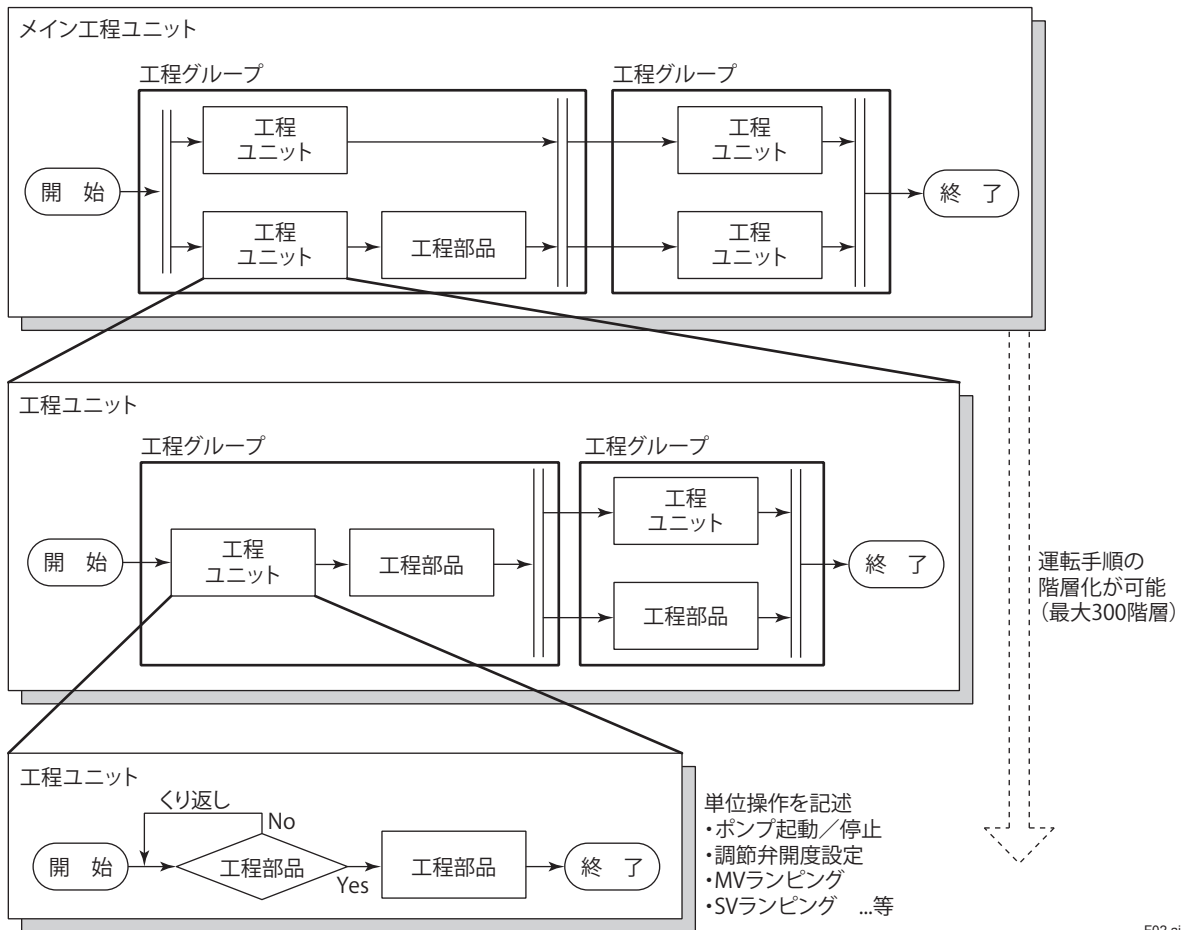 メイン工程ユニット
工程グループ
工程グループ
工程
ユニット
工程
ユニット
開 始
終 了
工程
ユニット
工程部品
工程
ユニット
工程ユニット
工程グループ
工程グループ
工程
ユニット
開 始
工程
ユニット
工程部品
終 了
工程部品
運転手順の
階層化が可能
(最大300階層)
工程ユニット
くり返し
No
開 始
工程部品
Yes
工程部品
終 了
単位操作を記述
・ポンプ起動／停止
・調節弁開度設定
・MVランピング
・SVランピング ...等